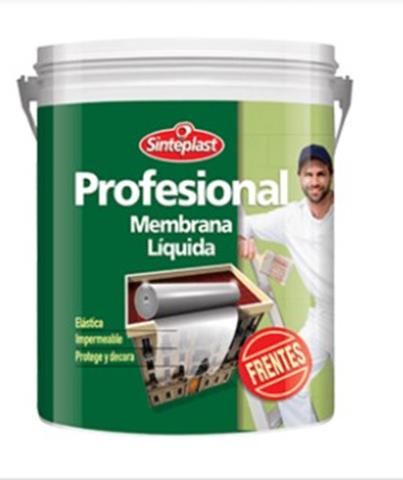 Sinteplast
Profesional
Membrana
Líquida
Elástica
Impermeable
Protege y decora
FRENTES